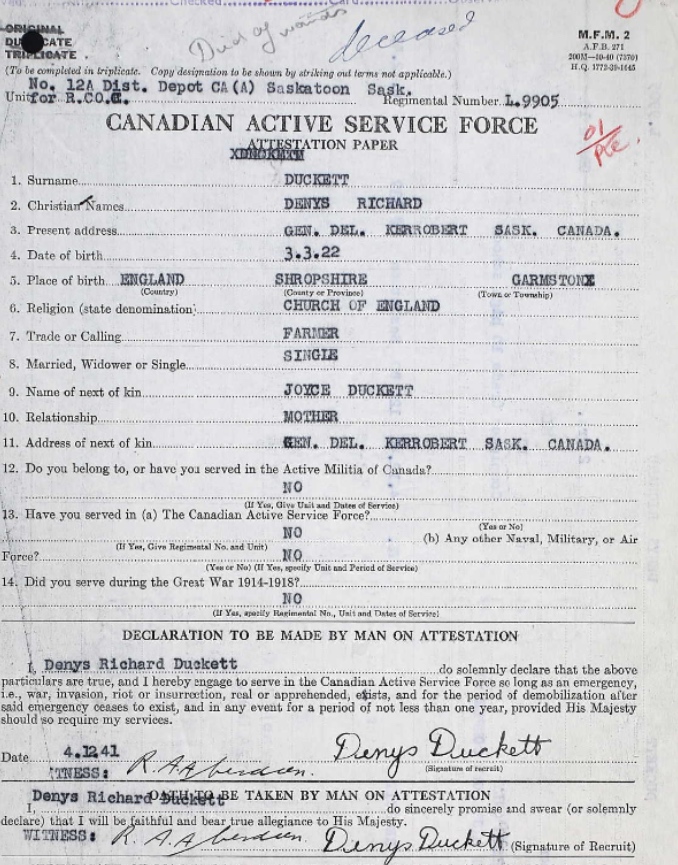 Died of wounds deceased
ORIGINAL
DUPLICATE
TRIPLICATE
M.F.M. 2
A.F.B. 271
H.Q. 1772-39-1645
(To be completed in triplicate. Copy designation to be shown by striking out terms not applicable.)
No. 12A Dist. Depot CA(A) Saskatoon Sask.
Unit for R.CO.C. Regimental Number L.9905
CANADIAN ACTIVE SERVICE FORCE
ATTESTATION PAPER
1. Surname DUCKETT
2. Christian Names DENYS RICHARD
3. Present address GEN. DEL. KERROBERT SASK. CANADA.
4. Date of birth 3.3.22
5. Place of birth ENGLAND SHROPSHIRE GARMSTONX
(Country) (County or Province) (Town or Township)
6. Religion (state denomination) CHURCH OF ENGLAND
7. Trade or Calling FARMER
8. Married, Widower or Single SINGLE
9. Name of next of kin JOYCE DUCKETT
10. Relationship MOTHER
11. Address of next of kin GEN. DEL. KERROBERT SASK. CANADA.
12. Do you belong to, or have you served in the Active Militia of Canada?
NO
(If Yes, Give Unit and Dates of Service)
13. Have you served in (a) The Canadian Active Service Force?
NO (Yes or No)
(If Yes, Give Regimental No. and Unit) (b) Any other Naval, Military, or Air
Force? NO
(Yes or No) (If Yes, specify Unit and Period of Service)
14. Did you serve during the Great War 1914-1918?
NO
(If Yes, specify Regimental No., Unit and Dates of Service)
DECLARATION TO BE MADE BY MAN ON ATTESTATION
I, Denys Richard Duckett do solemnly declare that the above
particulars are true, and I hereby engage to serve in the Canadian Active Service Force so long as an emergency,
i.e., war, invasion, riot or insurrection, real or apprehended, exists, and for the period of demobilization after
said emergency ceases to exist, and in any event for a period of not less than one year, provided His Majesty
should so require my services.
Date 4.12.41 Denys Duckett
WITNESS: R.A. Aberdeen. (Signature of recruit)
OATH TO BE TAKEN BY MAN ON ATTESTATION
I, Denys Richard Duckett do sincerely promise and swear (or solemnly
declare) that I will be faithful and bear true allegiance to His Majesty.
WITNESS: R.A. Aberdeen. Denys Duckett (Signature of Recruit)